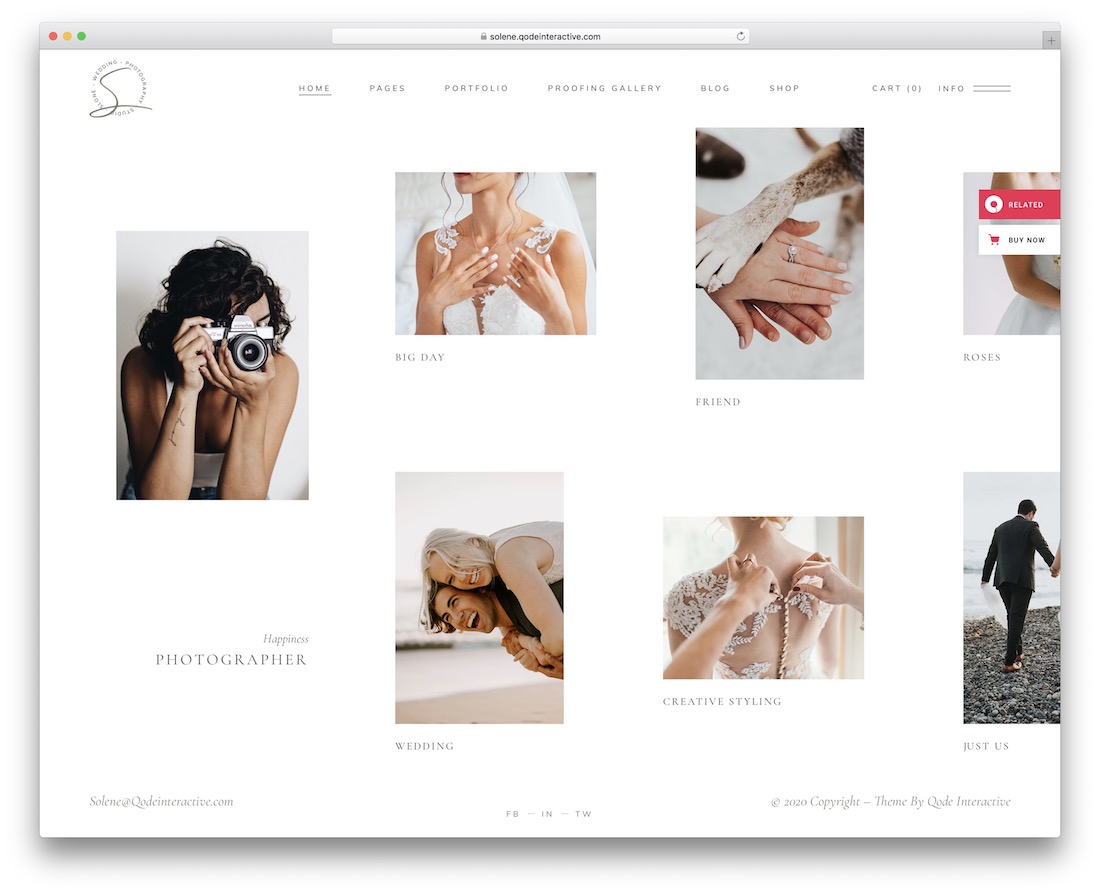 solene.qodeinteractive.com
SOLENE · WEDDING · PHOTOGRAPHY STUDIO
HOME PAGES PORTFOLIO PROOFING GALLERY BLOG SHOP CART (0) INFO
RELATED
BUY NOW
BIG DAY
ROSES
FRIEND
Happiness
PHOTOGRAPHER
CREATIVE STYLING
WEDDING
JUST US
Solene@Qodeinteractive.com
© 2020 Copyright – Theme By Qode Interactive
FB — IN — TW